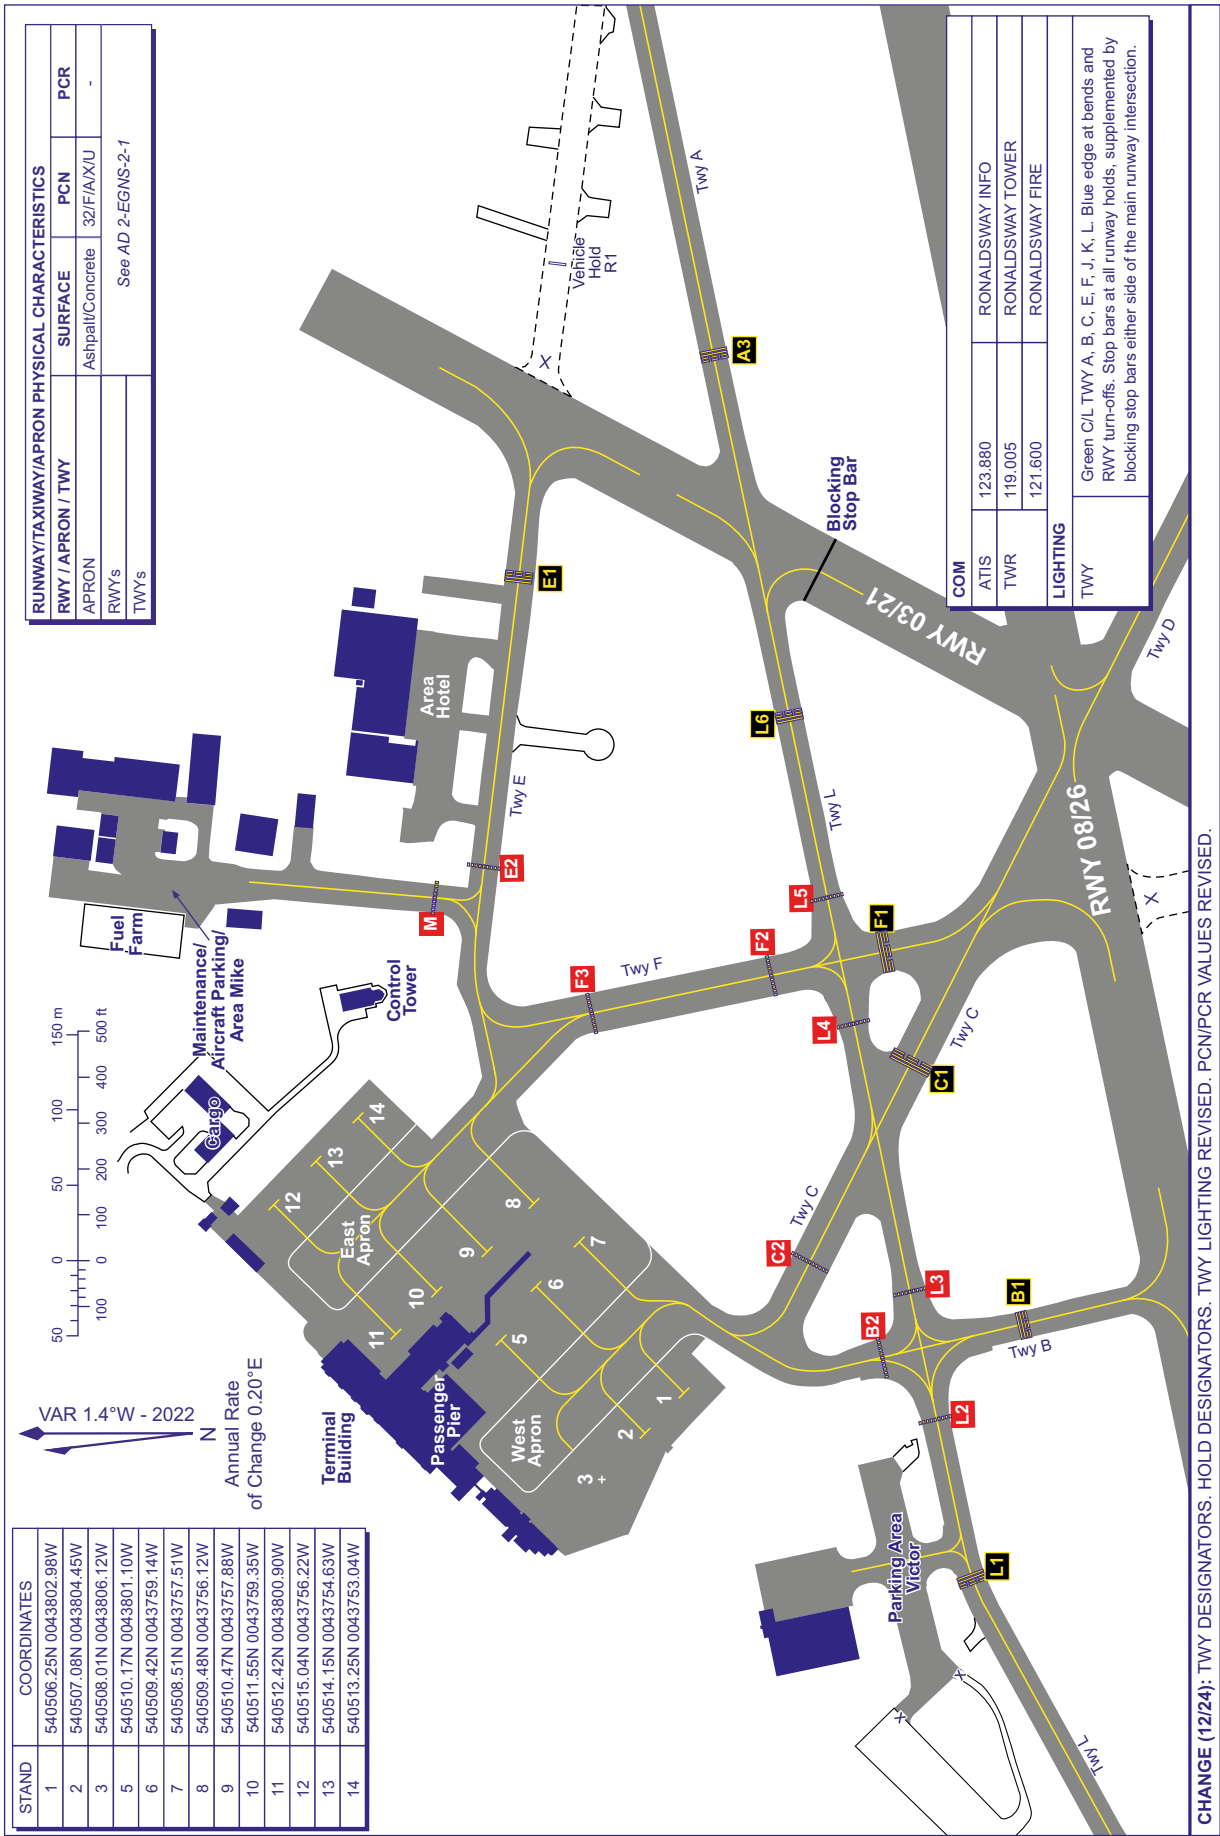 STAND COORDINATES
1 540506.25N 0043802.98W
2 540507.08N 0043804.45W
3 540508.01N 0043806.12W
5 540510.17N 0043801.10W
6 540509.42N 0043759.14W
7 540508.51N 0043757.51W
8 540509.48N 0043756.12W
9 540510.47N 0043757.88W
10 540511.55N 0043759.35W
11 540512.42N 0043800.90W
12 540515.04N 0043756.22W
13 540514.15N 0043754.63W
14 540513.25N 0043753.04W
VAR 1.4°W - 2022
N
Annual Rate
of Change 0.20°E
50 0 50 100 150 m
100 0 100 200 300 400 500 ft
RUNWAY/TAXIWAY/APRON PHYSICAL CHARACTERISTICS
RWY / APRON / TWY SURFACE PCN PCR
APRON Ashpalt/Concrete 32/F/A/X/U -
RWYs
TWYs
See AD 2-EGNS-2-1
Fuel
Farm
Maintenance/
Aircraft Parking/
Area Mike
Cargo
Control
Tower
Area
Hotel
Terminal
Building
Passenger
Pier
East
Apron
West
Apron
12
13
14
11
10
9
8
5
6
7
3
2
1
M
E2
E1
Twy E
X
Vehicle
Hold
R1
Twy A
A3
F3
Twy F
F2
L5
Twy L
L6
Blocking
Stop Bar
RWY 03/21
L4
F1
C1
Twy C
Twy C
C2
B2
L3
B1
Twy B
L2
Parking Area
Victor
L1
X
X
Twy L
RWY 08/26
X
Twy D
COM
ATIS 123.880 RONALDSWAY INFO
TWR 119.005 RONALDSWAY TOWER
121.600 RONALDSWAY FIRE
LIGHTING
TWY Green C/L TWY A, B, C, E, F, J, K, L. Blue edge at bends and
RWY turn-offs. Stop bars at all runway holds, supplemented by
blocking stop bars either side of the main runway intersection.
CHANGE (12/24): TWY DESIGNATORS. HOLD DESIGNATORS. TWY LIGHTING REVISED. PCN/PCR VALUES REVISED.